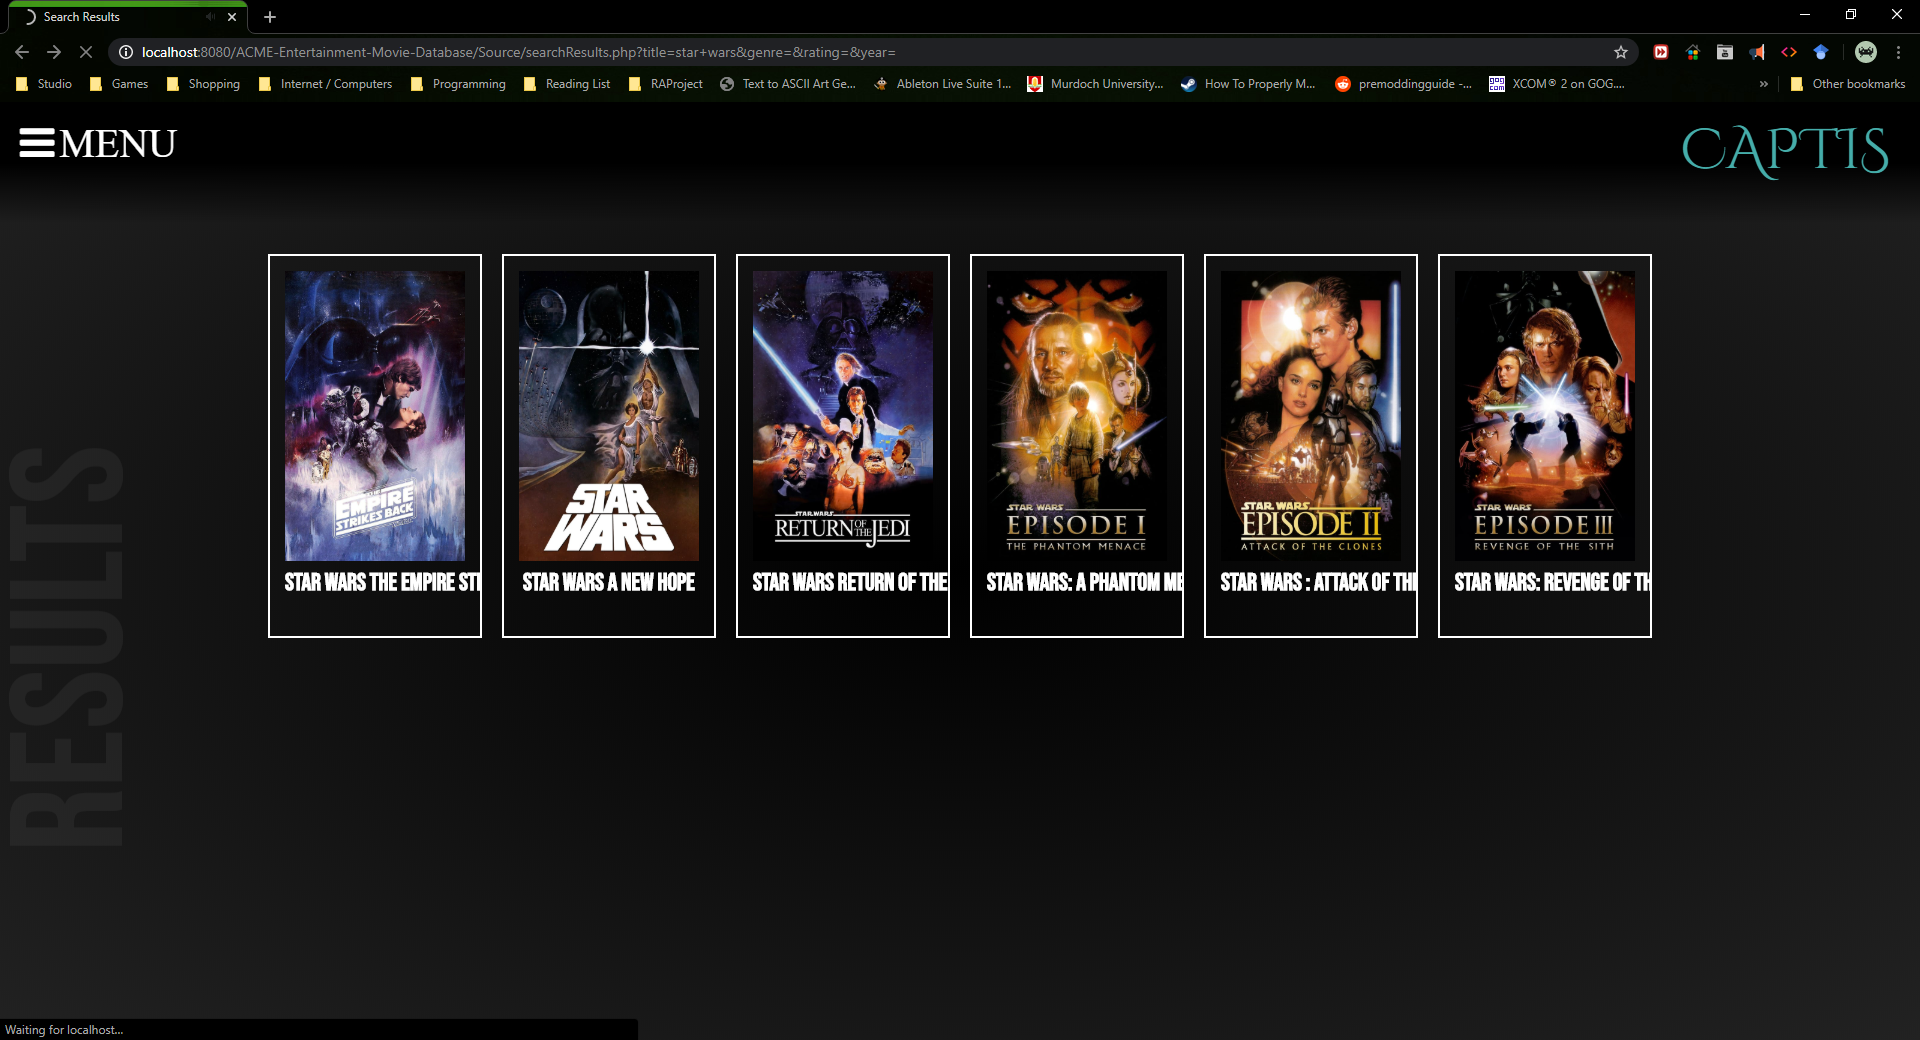 Search Results
localhost:8080/ACME-Entertainment-Movie-Database/Source/searchResults.php?title=star+wars&genre=&rating=&year=
Studio Games Shopping Internet / Computers Programming Reading List RAProject Text to ASCII Art Ge... Ableton Live Suite 1... Murdoch University,... How To Properly M... premoddingguide -... XCOM® 2 on GOG.... » Other bookmarks
MENU
CAPTIS
RESULTS
THE
EMPIRE
STRIKES BACK
STAR
WARS
STAR WARS
RETURN OF THE JEDI
STAR WARS
EPISODE I
THE PHANTOM MENACE
STAR WARS
EPISODE II
ATTACK OF THE CLONES
STAR WARS
EPISODE III
REVENGE OF THE SITH
STAR WARS THE EMPIRE STI
STAR WARS A NEW HOPE
STAR WARS RETURN OF THE
STAR WARS: A PHANTOM ME
STAR WARS : ATTACK OF THE
STAR WARS: REVENGE OF TH
Waiting for localhost...